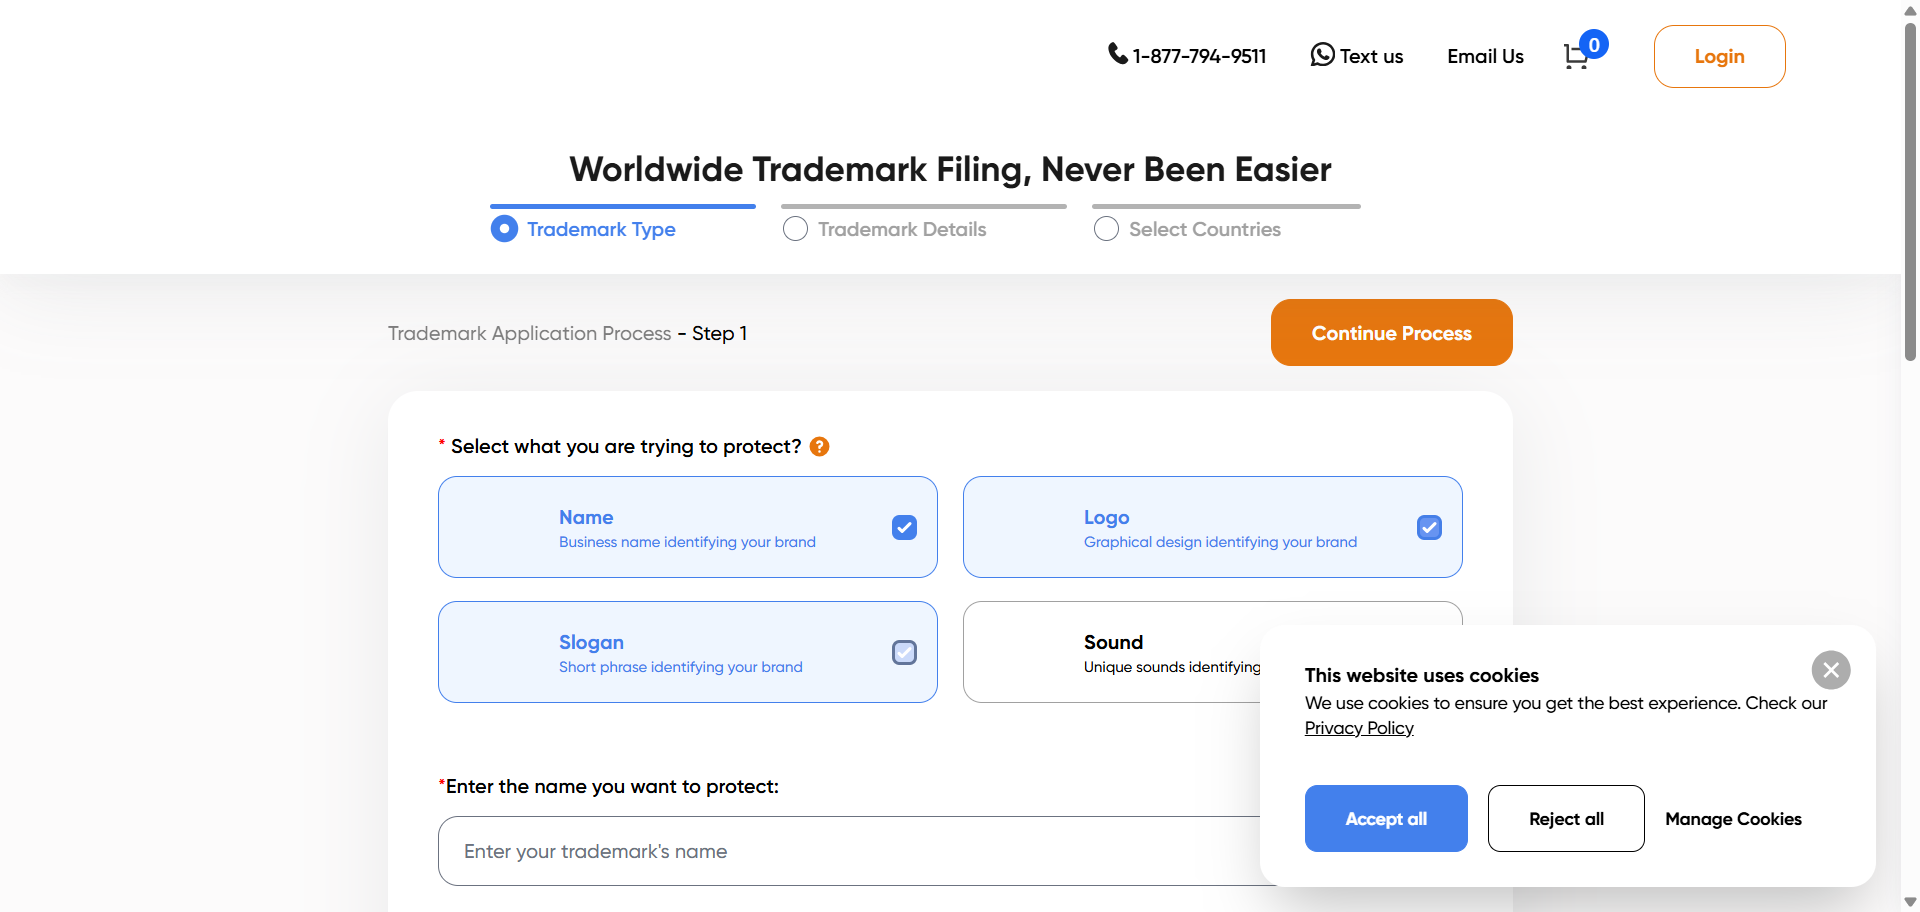 1-877-794-9511
Text us
Email Us
0
Login
Worldwide Trademark Filing, Never Been Easier
Trademark Type
Trademark Details
Select Countries
Trademark Application Process - Step 1
Continue Process
* Select what you are trying to protect? ?
Name
Business name identifying your brand
Logo
Graphical design identifying your brand
Slogan
Short phrase identifying your brand
Sound
Unique sounds identifying
*Enter the name you want to protect:
Enter your trademark's name
This website uses cookies
We use cookies to ensure you get the best experience. Check our
Privacy Policy
Accept all
Reject all
Manage Cookies